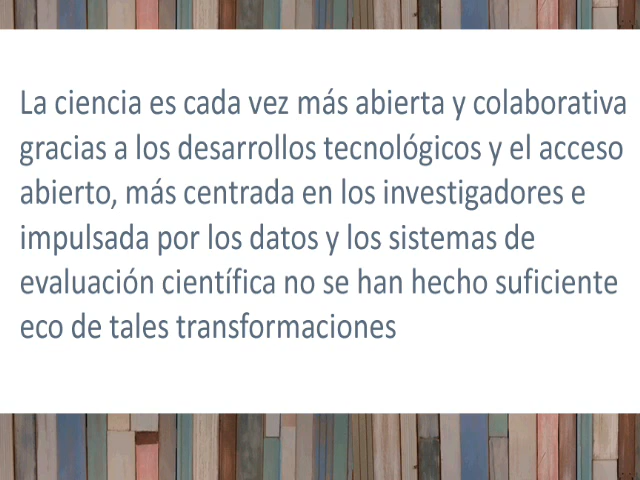 La ciencia es cada vez más abierta y colaborativa
gracias a los desarrollos tecnológicos y el acceso
abierto, más centrada en los investigadores e
impulsada por los datos y los sistemas de
evaluación científica no se han hecho suficiente
eco de tales transformaciones